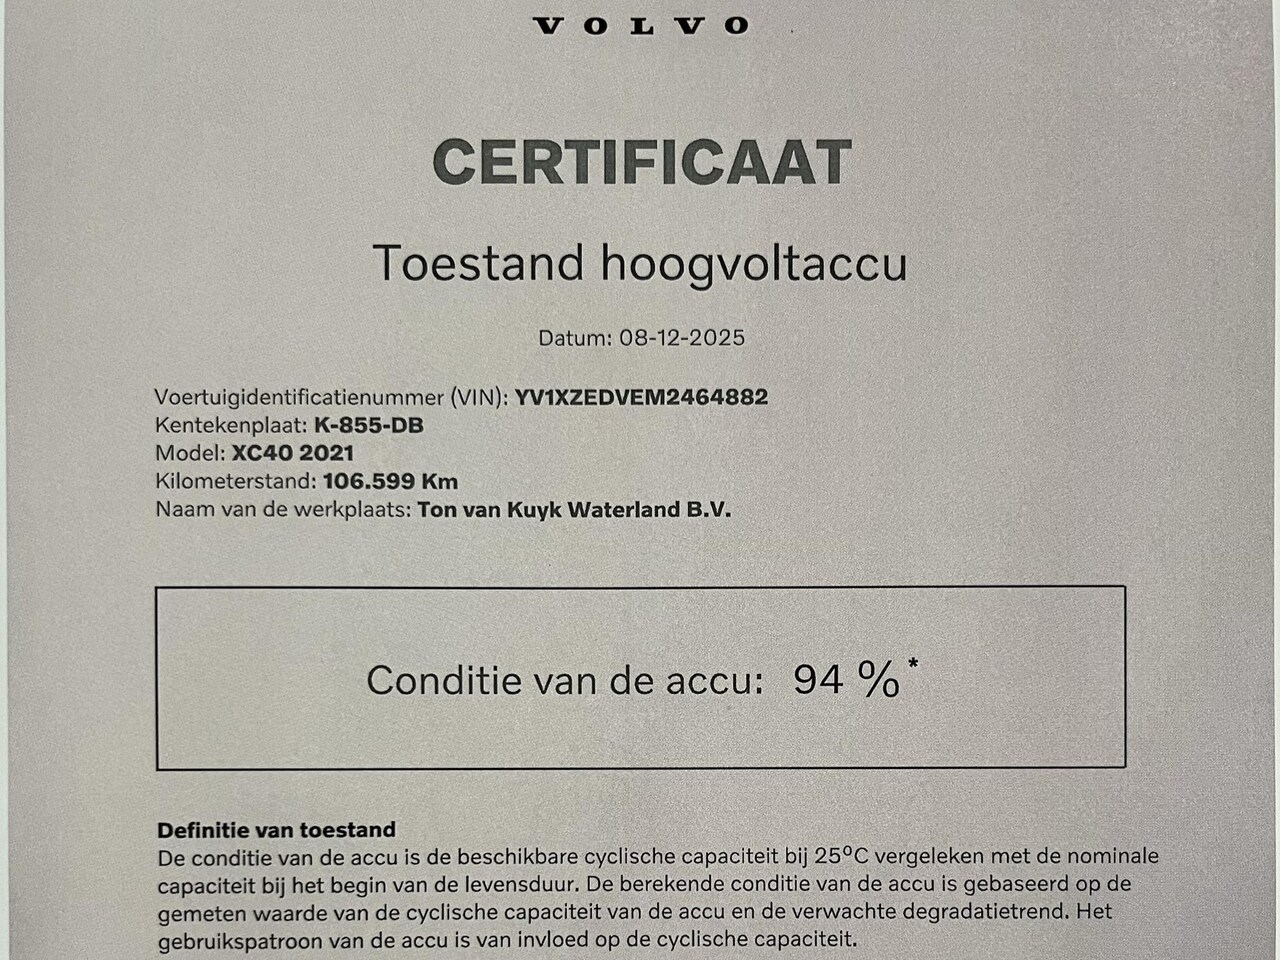 VOLVO
CERTIFICAAT
Toestand hoogvoltaccu
Datum: 08-12-2025
Voertuigidentificatienummer (VIN): YV1XZEDVEM2464882
Kentekenplaat: K-855-DB
Model: XC40 2021
Kilometerstand: 106.599 Km
Naam van de werkplaats: Ton van Kuyk Waterland B.V.
Conditie van de accu: 94 %*
Definitie van toestand
De conditie van de accu is de beschikbare cyclische capaciteit bij 25ºC vergeleken met de nominale
capaciteit bij het begin van de levensduur. De berekende conditie van de accu is gebaseerd op de
gemeten waarde van de cyclische capaciteit van de accu en de verwachte degradatietrend. Het
gebruikspatroon van de accu is van invloed op de cyclische capaciteit.